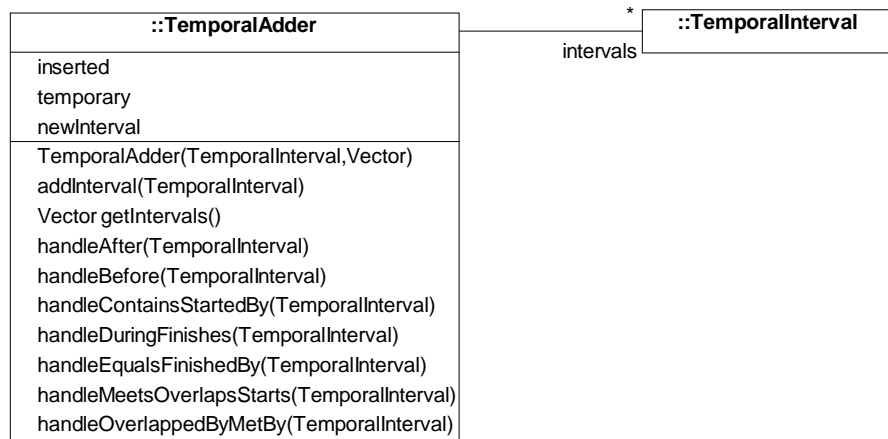 ::TemporalAdder
inserted
temporary
newInterval
TemporalAdder(TemporalInterval,Vector)
addInterval(TemporalInterval)
Vector getIntervals()
handleAfter(TemporalInterval)
handleBefore(TemporalInterval)
handleContainsStartedBy(TemporalInterval)
handleDuringFinishes(TemporalInterval)
handleEqualsFinishedBy(TemporalInterval)
handleMeetsOverlapsStarts(TemporalInterval)
handleOverlappedByMetBy(TemporalInterval)
*
intervals
::TemporalInterval